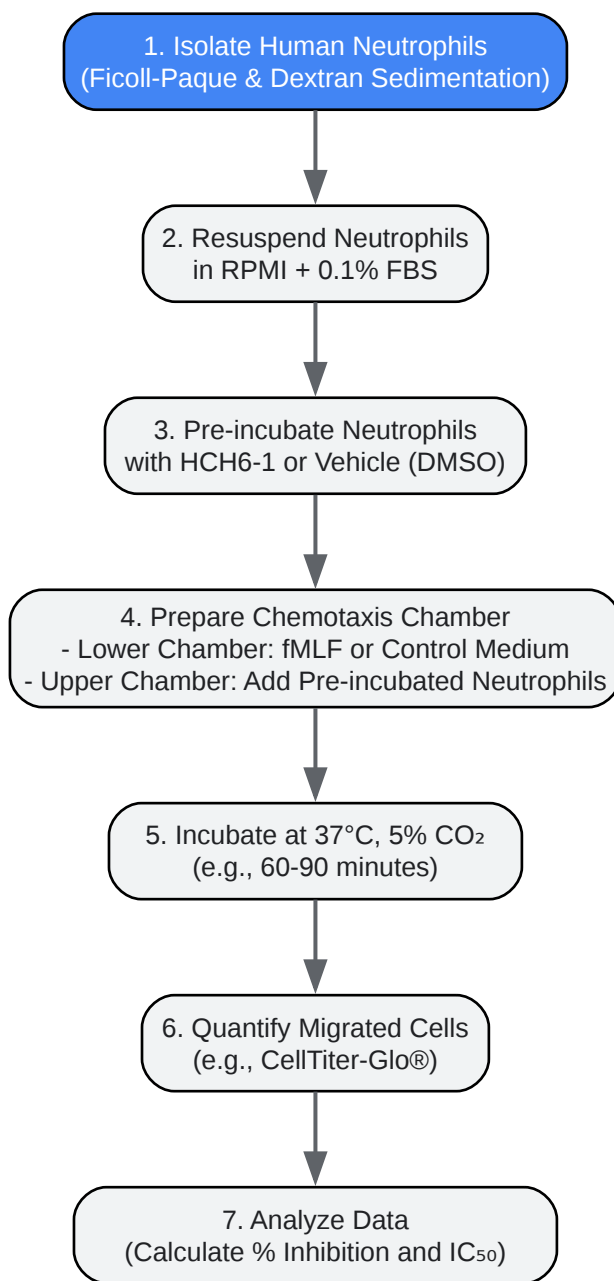 1. Isolate Human Neutrophils
(Ficoll-Paque & Dextran Sedimentation)
2. Resuspend Neutrophils
in RPMI + 0.1% FBS
3. Pre-incubate Neutrophils
with HCH6-1 or Vehicle (DMSO)
4. Prepare Chemotaxis Chamber
- Lower Chamber: fMLF or Control Medium
- Upper Chamber: Add Pre-incubated Neutrophils
5. Incubate at 37°C, 5% CO₂
(e.g., 60-90 minutes)
6. Quantify Migrated Cells
(e.g., CellTiter-Glo®)
7. Analyze Data
(Calculate % Inhibition and IC₅₀)